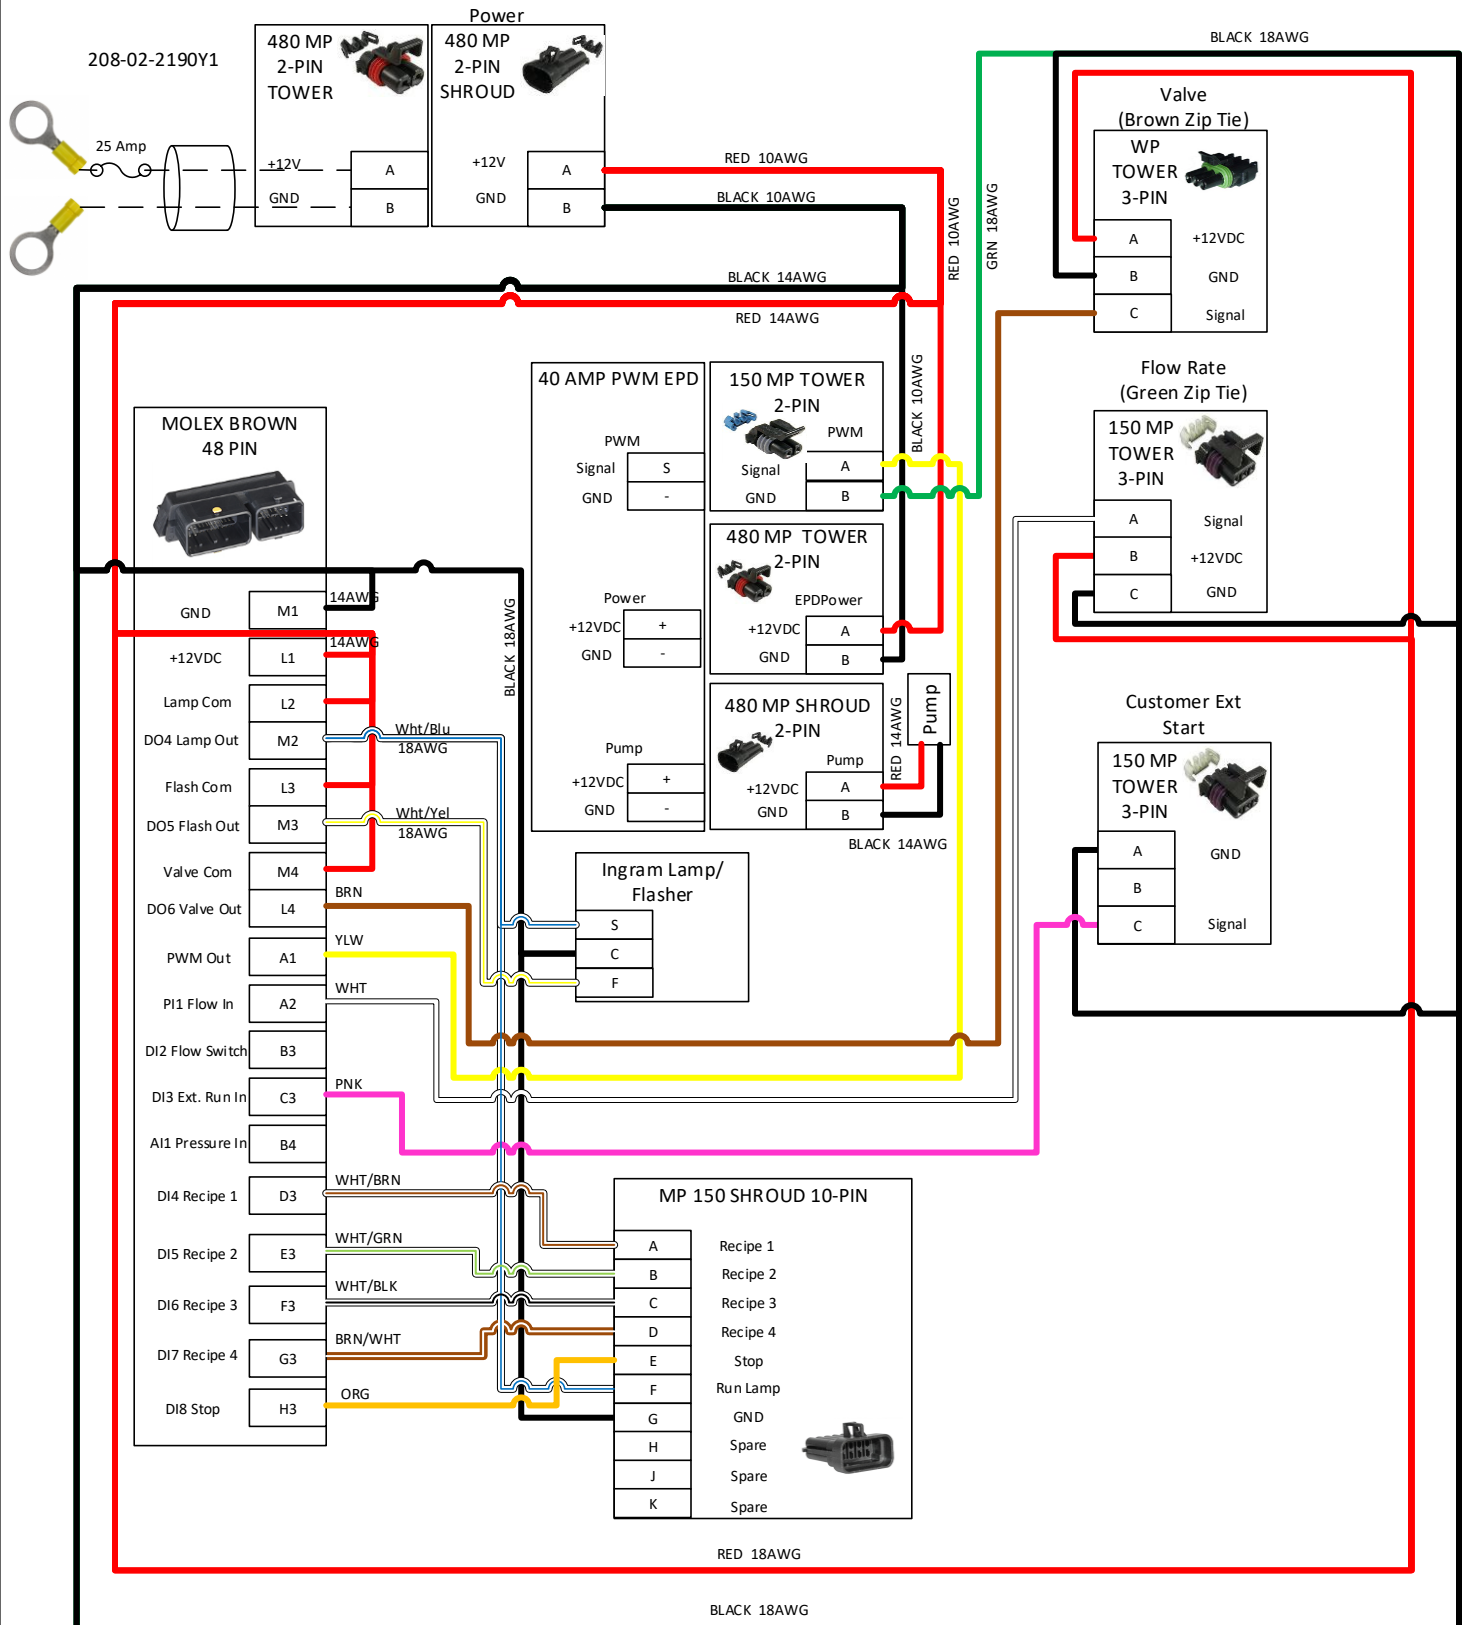 Power
208-02-2190Y1
480 MP
2-PIN
TOWER
480 MP
2-PIN
SHROUD
25 Amp
+12V
A
GND
B
+12V
A
GND
B
RED 10AWG
BLACK 10AWG
BLACK 14AWG
RED 14AWG
RED 10AWG
GRN 18AWG
BLACK 10AWG
BLACK 18AWG
Valve
(Brown Zip Tie)
WP
TOWER
3-PIN
A
+12VDC
B
GND
C
Signal
Flow Rate
(Green Zip Tie)
150 MP
TOWER
3-PIN
A
Signal
B
+12VDC
C
GND
Customer Ext
Start
150 MP
TOWER
3-PIN
A
GND
B
C
Signal
40 AMP PWM EPD
PWM
Signal
S
GND
-
Power
+12VDC
+
GND
-
Pump
+12VDC
+
GND
-
150 MP TOWER
2-PIN
PWM
Signal
A
GND
B
480 MP TOWER
2-PIN
EPDPower
+12VDC
A
GND
B
480 MP SHROUD
2-PIN
Pump
+12VDC
A
GND
B
RED 14AWG
Pump
BLACK 14AWG
MOLEX BROWN
48 PIN
GND
M1
14AWG
+12VDC
L1
14AWG
Lamp Com
L2
DO4 Lamp Out
M2
Wht/Blu
18AWG
Flash Com
L3
DO5 Flash Out
M3
Wht/Yel
18AWG
Valve Com
M4
DO6 Valve Out
L4
BRN
PWM Out
A1
YLW
PI1 Flow In
A2
WHT
DI2 Flow Switch
B3
DI3 Ext. Run In
C3
PNK
AI1 Pressure In
B4
DI4 Recipe 1
D3
WHT/BRN
DI5 Recipe 2
E3
WHT/GRN
DI6 Recipe 3
F3
WHT/BLK
DI7 Recipe 4
G3
BRN/WHT
DI8 Stop
H3
ORG
BLACK 18AWG
Ingram Lamp/
Flasher
S
C
F
MP 150 SHROUD 10-PIN
A
Recipe 1
B
Recipe 2
C
Recipe 3
D
Recipe 4
E
Stop
F
Run Lamp
G
GND
H
Spare
J
Spare
K
Spare
RED 18AWG
BLACK 18AWG